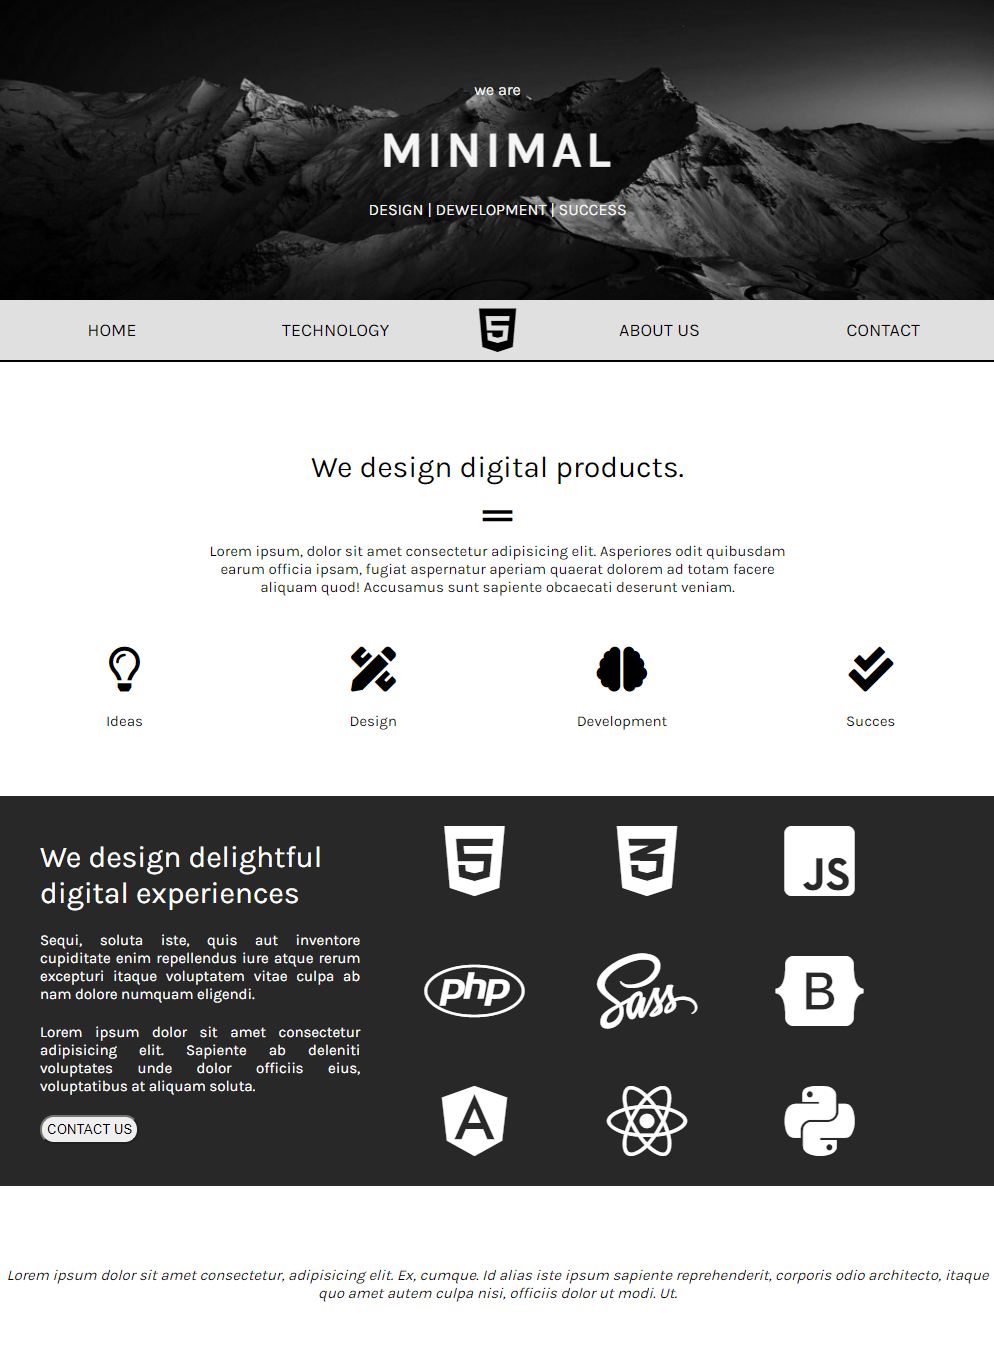 we are
MINIMAL
DESIGN | DEWELOPMENT | SUCCESS
HOME TECHNOLOGY 5 ABOUT US CONTACT
We design digital products.
Lorem ipsum, dolor sit amet consectetur adipisicing elit. Asperiores odit quibusdam
earum officia ipsam, fugiat aspernatur aperiam quaerat dolorem ad totam facere
aliquam quod! Accusamus sunt sapiente obcaecati deserunt veniam.
Ideas Design Development Succes
We design delightful
digital experiences
Sequi, soluta iste, quis aut inventore
cupiditate enim repellendus iure atque rerum
excepturi itaque voluptatem vitae culpa ab
nam dolore numquam eligendi.
Lorem ipsum dolor sit amet consectetur
adipisicing elit. Sapiente ab deleniti
voluptates unde dolor officiis eius,
voluptatibus at aliquam soluta.
CONTACT US
5 3 JS
php Sass B
A
Lorem ipsum dolor sit amet consectetur, adipisicing elit. Ex, cumque. Id alias iste ipsum sapiente reprehenderit, corporis odio architecto, itaque
quo amet autem culpa nisi, officiis dolor ut modi. Ut.